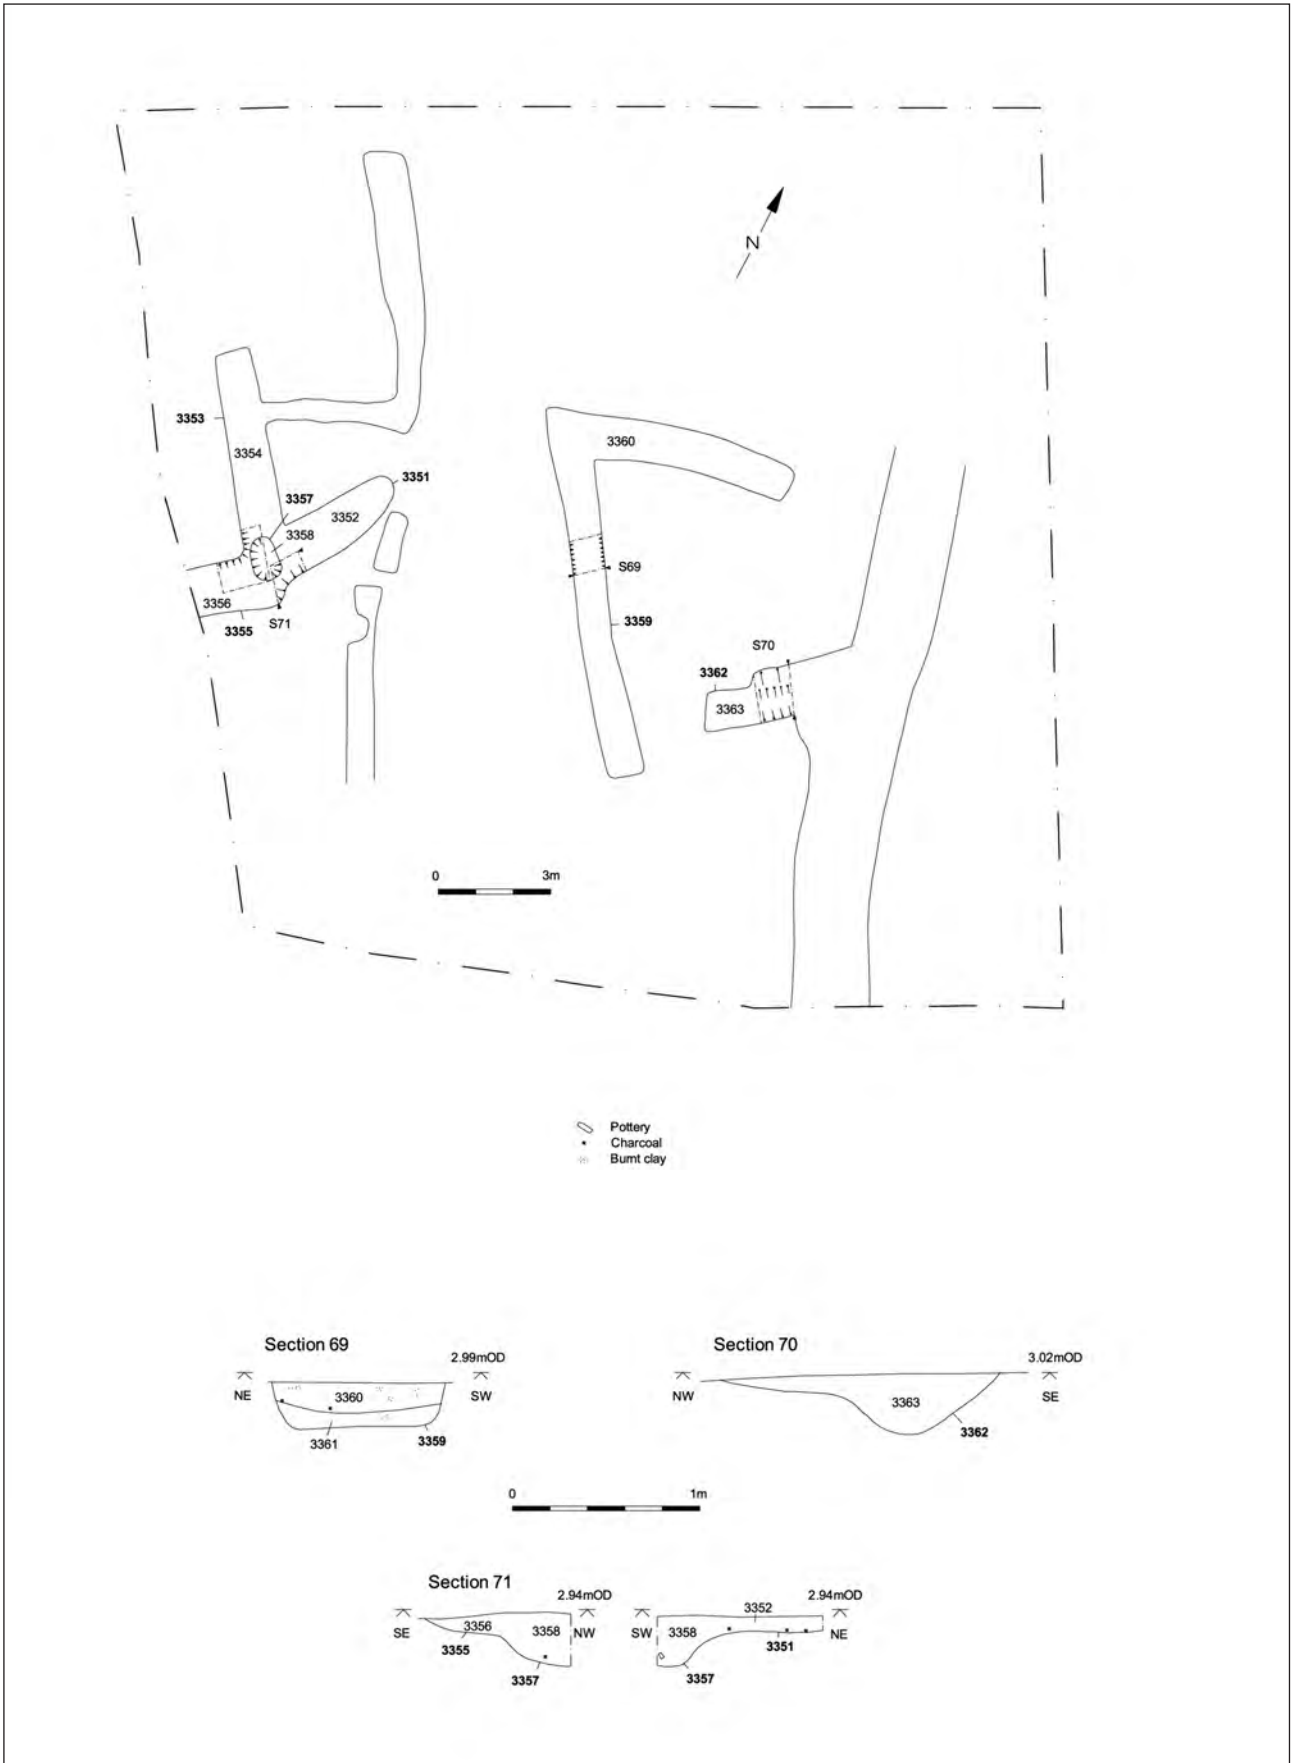 N
3353
3354
3360
3351
3357
3352
3358
S69
3356
3359
S71
3355
S70
3362
3363
0 3m
Pottery
Charcoal
Burnt clay
Section 69
Section 70
2.99mOD
3.02mOD
NE
3360
SW
NW
3363
SE
3361
3359
3362
0 1m
Section 71
2.94mOD
2.94mOD
SE
3356
3358
NW
SW
3358
3352
NE
3355
3351
3357
3357